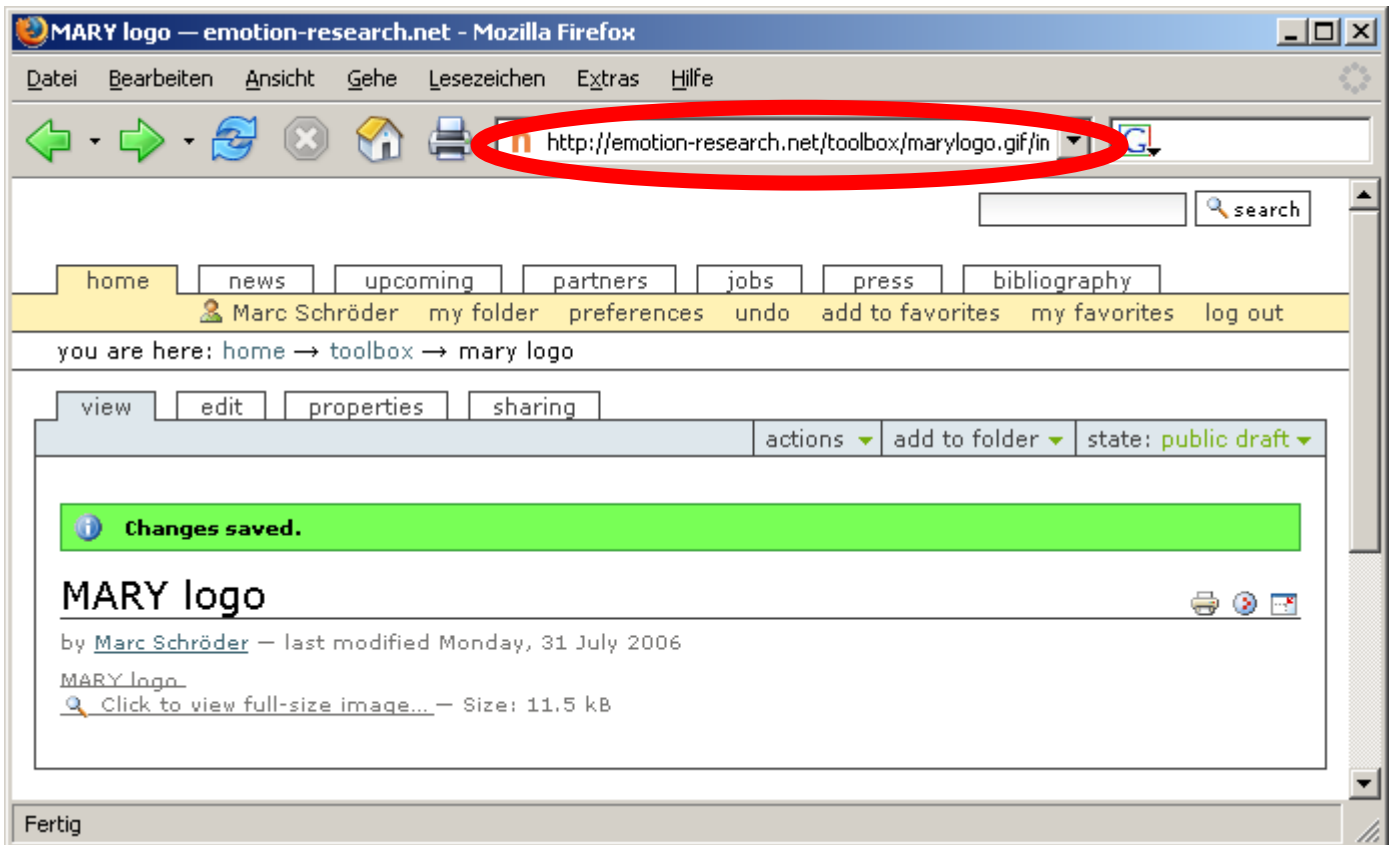 MARY logo — emotion-research.net - Mozilla Firefox
Datei Bearbeiten Ansicht Gehe Lesezeichen Extras Hilfe
http://emotion-research.net/toolbox/marylogo.gif/in
search
home news upcoming partners jobs press bibliography
Marc Schröder my folder preferences undo add to favorites my favorites log out
you are here: home → toolbox → mary logo
view edit properties sharing
actions add to folder state: public draft
Changes saved.
MARY logo
by Marc Schröder — last modified Monday, 31 July 2006
MARY logo
Click to view full-size image... — Size: 11.5 kB
Fertig